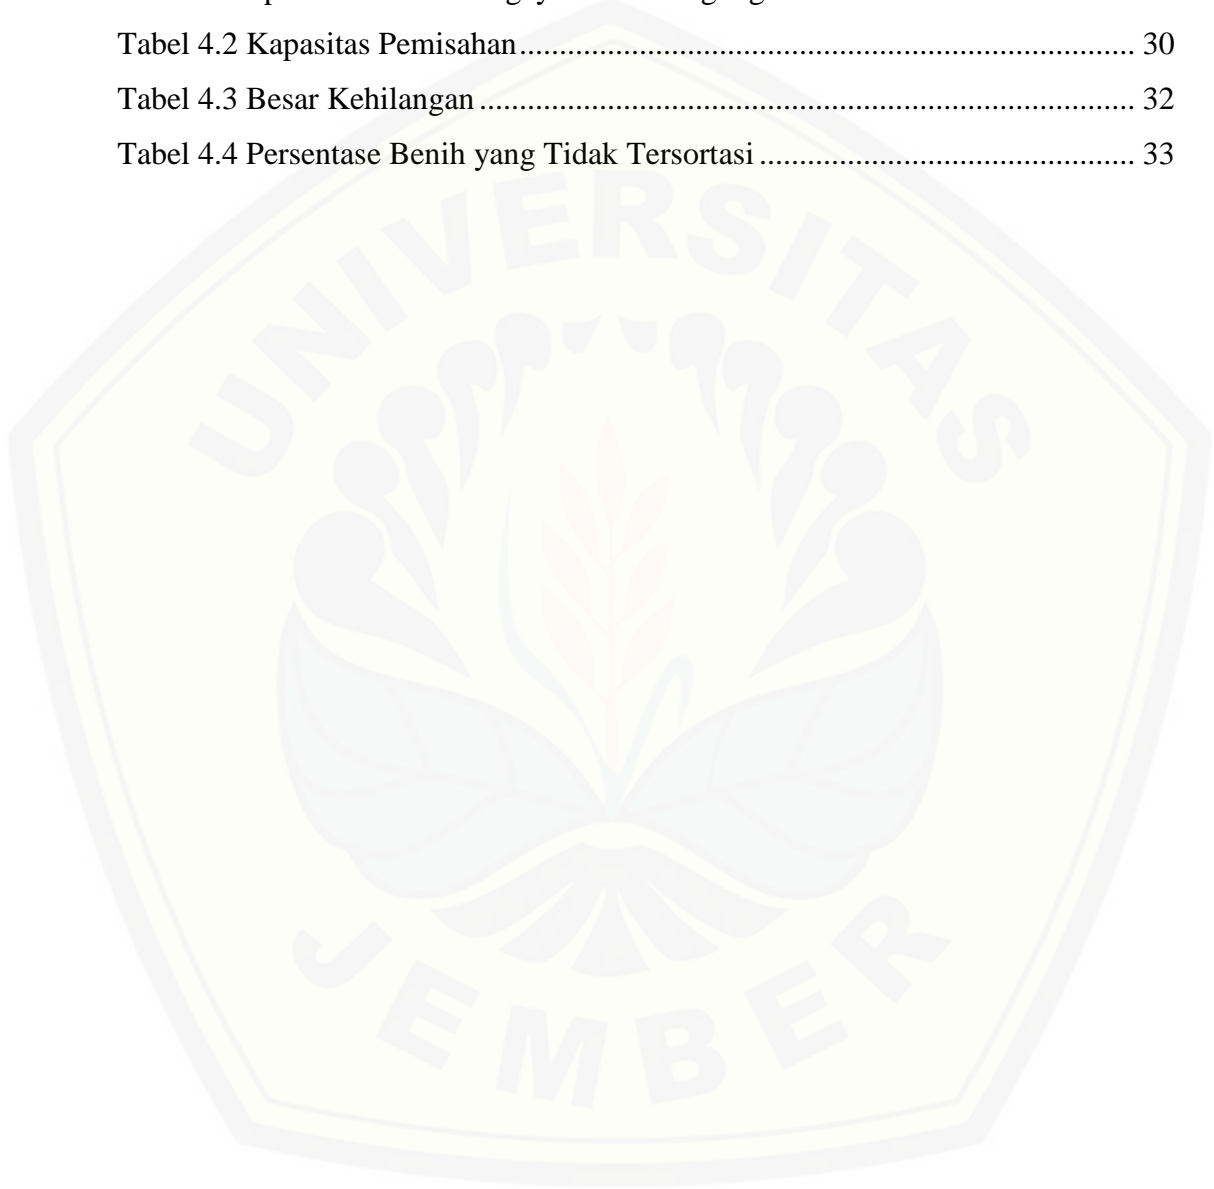 Tabel 4.2 Kapasitas Pemisahan............................................................................ 30
Tabel 4.3 Besar Kehilangan................................................................................. 32
Tabel 4.4 Persentase Benih yang Tidak Tersortasi.............................................. 33
UNIVERSITAS
JEMBER